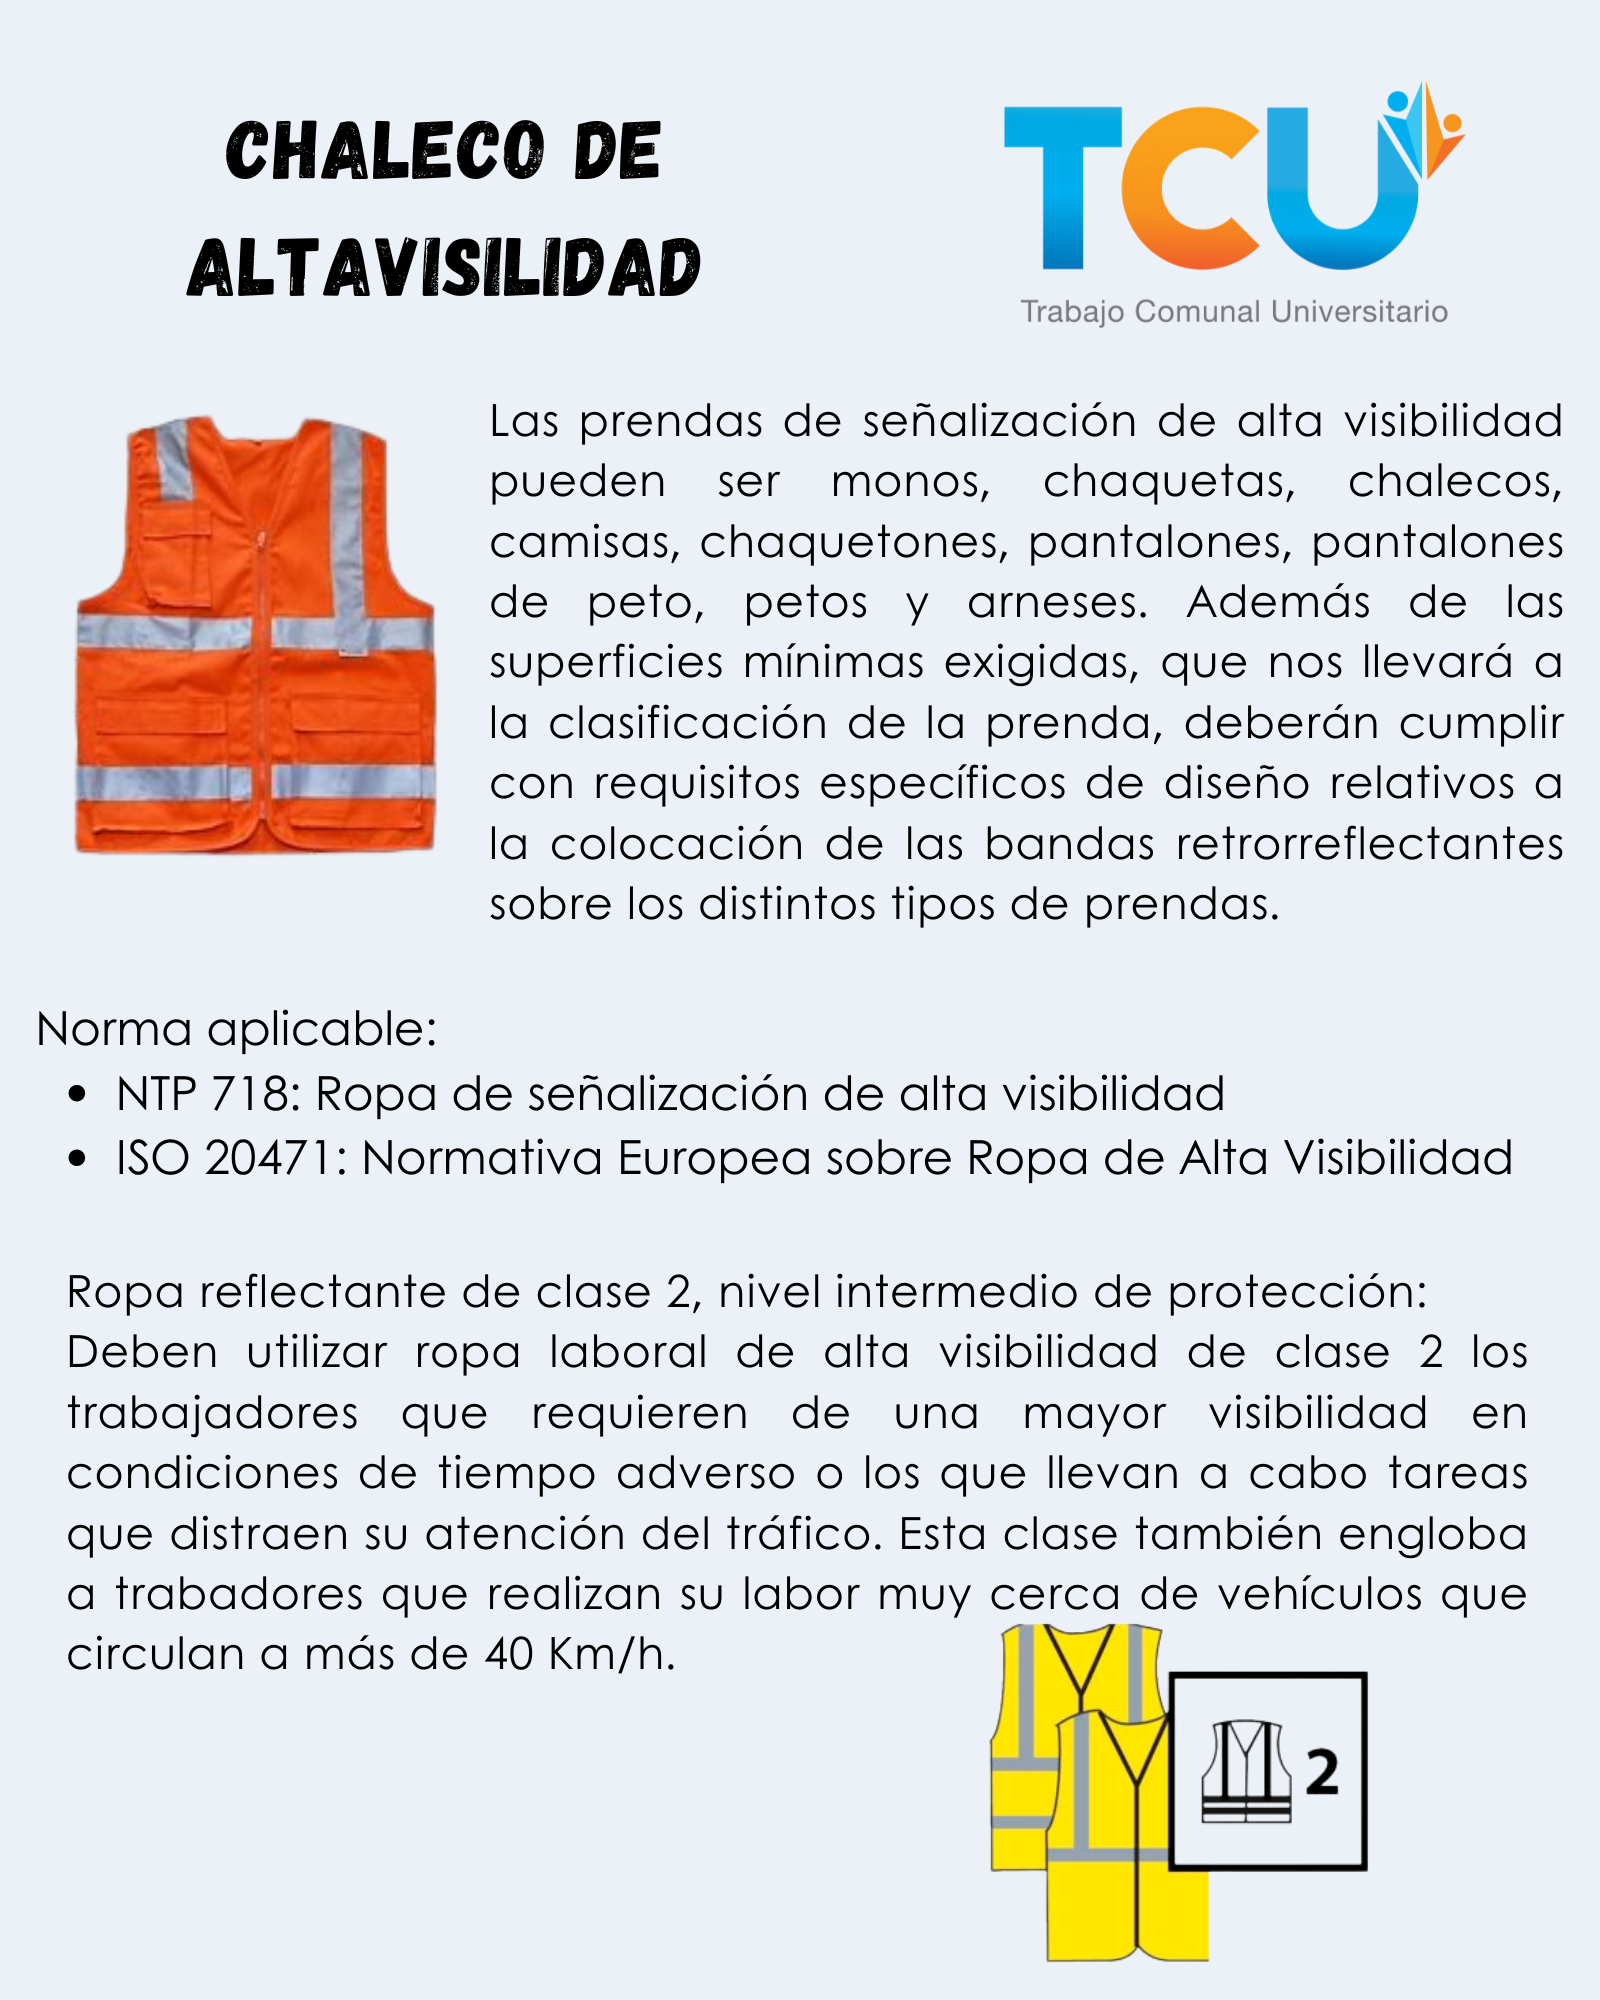 CHALECO DE
ALTAVISILIDAD
TCU
Trabajo Comunal Universitario
Las prendas de señalización de alta visibilidad
pueden ser monos, chaquetas, chalecos,
camisas, chaquetones, pantalones, pantalones
de peto, petos y arneses. Además de las
superficies mínimas exigidas, que nos llevará a
la clasificación de la prenda, deberán cumplir
con requisitos específicos de diseño relativos a
la colocación de las bandas retrorreflectantes
sobre los distintos tipos de prendas.
Norma aplicable:
• NTP 718: Ropa de señalización de alta visibilidad
• ISO 20471: Normativa Europea sobre Ropa de Alta Visibilidad
Ropa reflectante de clase 2, nivel intermedio de protección:
Deben utilizar ropa laboral de alta visibilidad de clase 2 los
trabajadores que requieren de una mayor visibilidad en
condiciones de tiempo adverso o los que llevan a cabo tareas
que distraen su atención del tráfico. Esta clase también engloba
a trabadores que realizan su labor muy cerca de vehículos que
circulan a más de 40 Km/h.
2